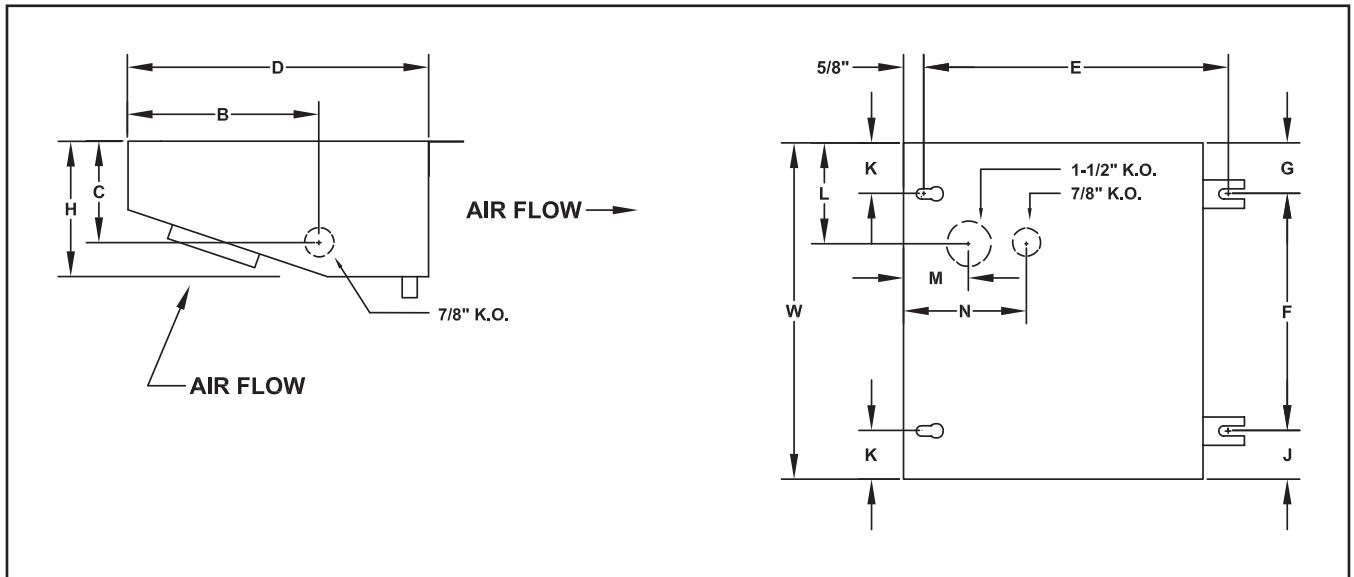 D
B
C
H
AIR FLOW
7/8" K.O.
AIR FLOW
5/8"
E
K
L
1-1/2" K.O.
7/8" K.O.
G
M
N
W
F
K
J